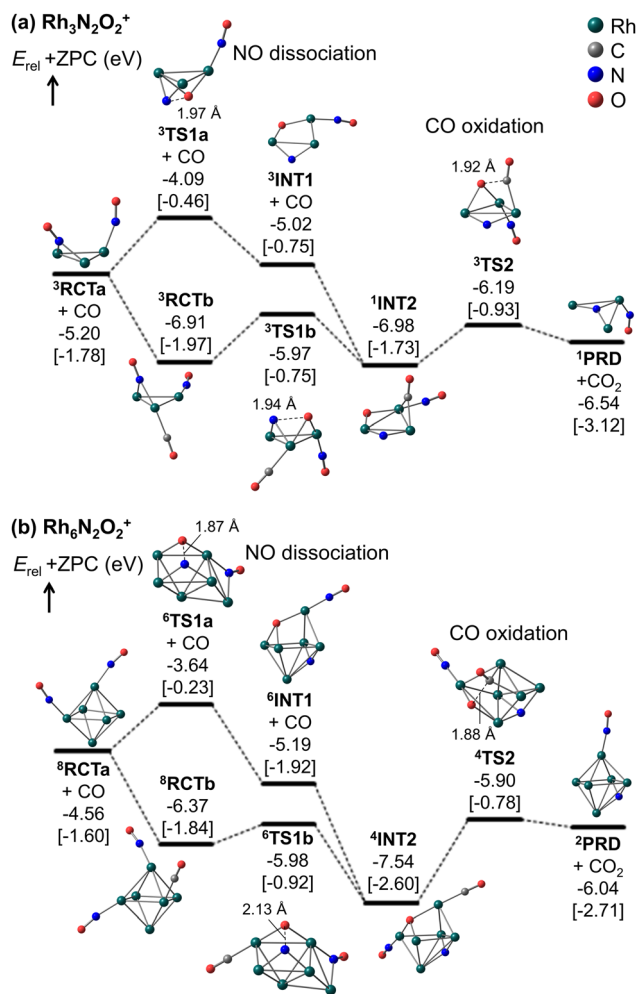 (a) Rh₃N₂O₂⁺
E_rel +ZPC (eV)
NO dissociation
CO oxidation
Rh
C
N
O
1.97 Å
³TS1a
+ CO
-4.09
[-0.46]
³INT1
+ CO
-5.02
[-0.75]
1.92 Å
³TS2
-6.19
[-0.93]
³RCTa
+ CO
-5.20
[-1.78]
³RCTb
-6.91
[-1.97]
³TS1b
-5.97
[-0.75]
1.94 Å
¹INT2
-6.98
[-1.73]
¹PRD
+CO₂
-6.54
[-3.12]
(b) Rh₆N₂O₂⁺
E_rel +ZPC (eV)
1.87 Å
NO dissociation
CO oxidation
⁶TS1a
+ CO
-3.64
[-0.23]
⁶INT1
+ CO
-5.19
[-1.92]
1.88 Å
⁴TS2
-5.90
[-0.78]
⁸RCTa
+ CO
-4.56
[-1.60]
⁸RCTb
-6.37
[-1.84]
⁶TS1b
-5.98
[-0.92]
2.13 Å
⁴INT2
-7.54
[-2.60]
²PRD
+ CO₂
-6.04
[-2.71]